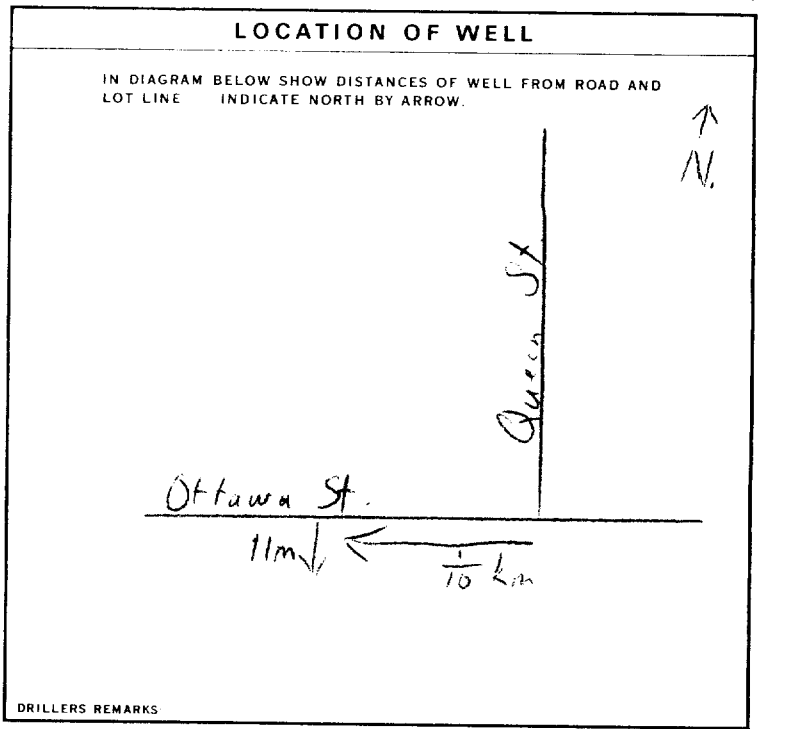 LOCATION OF WELL
IN DIAGRAM BELOW SHOW DISTANCES OF WELL FROM ROAD AND
LOT LINE INDICATE NORTH BY ARROW.
N.
Queen St
Ottawa St.
11m
1/10 km
DRILLERS REMARKS